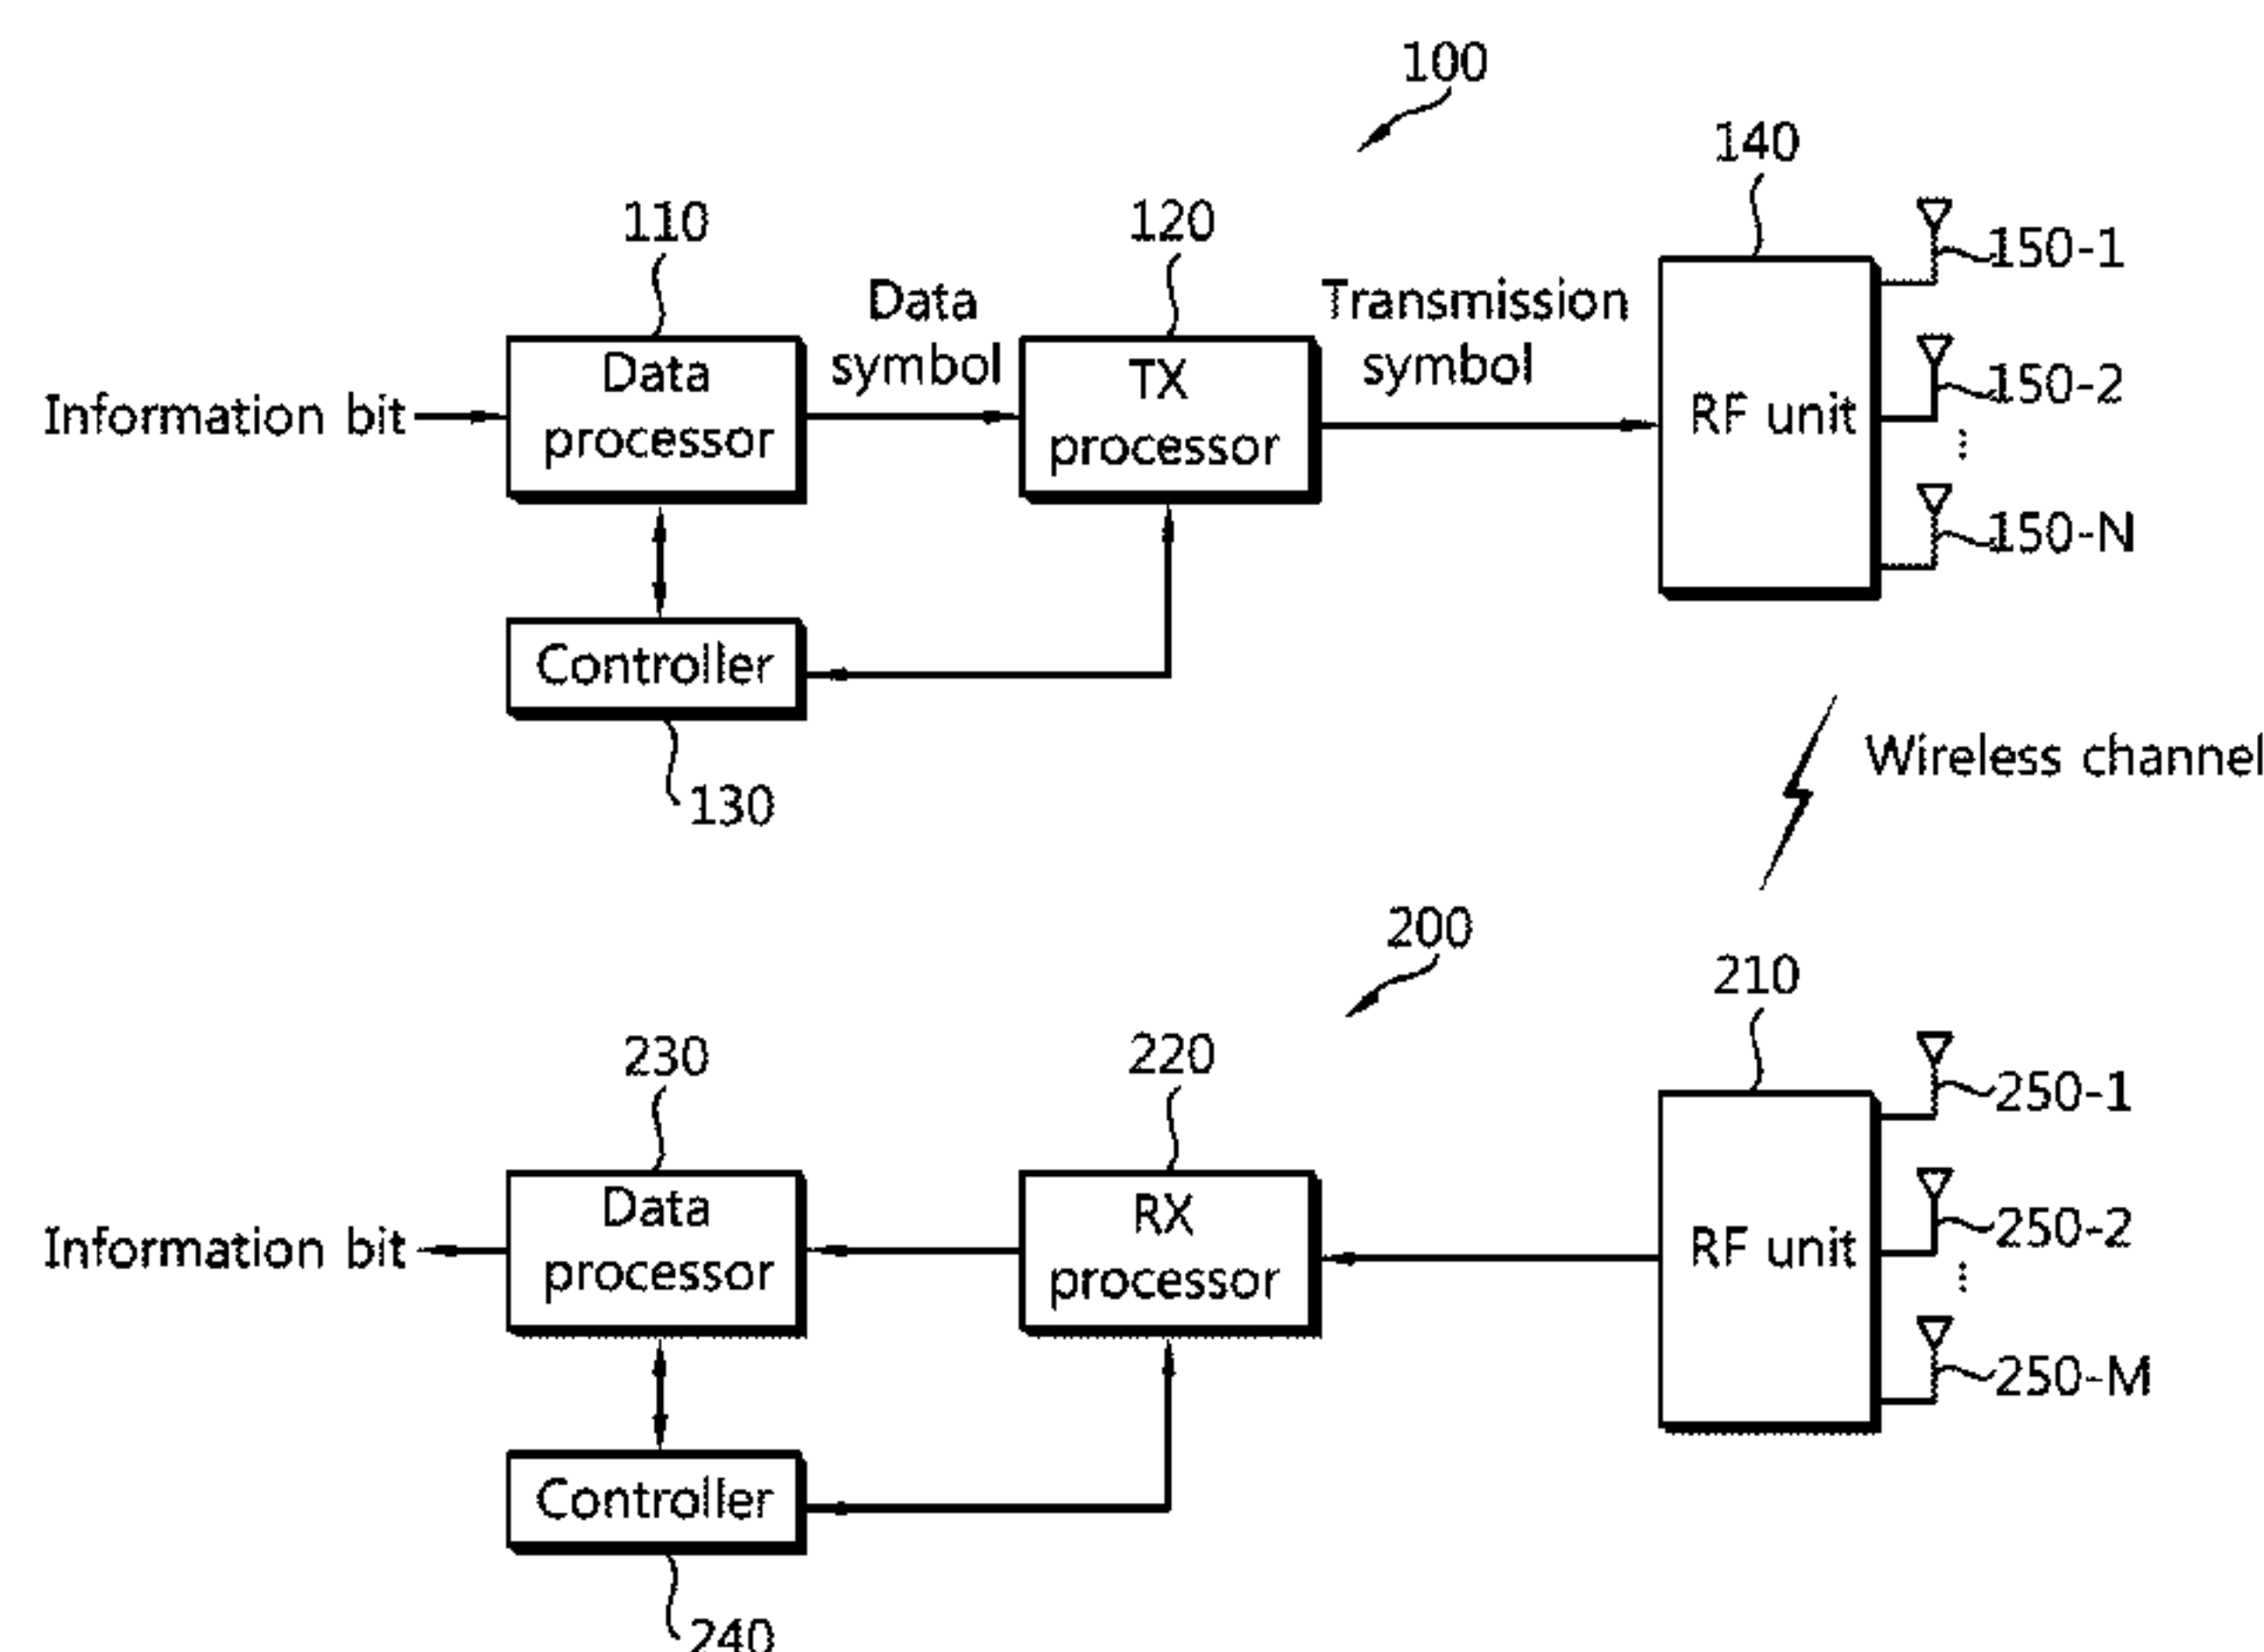 100
140
110
120
150-1
Data
symbol
Transmission
symbol
Data
processor
TX
processor
150-2
Information bit
RF unit
...
150-N
Controller
130
Wireless channel
200
210
230
220
250-1
Data
processor
RX
processor
250-2
Information bit
RF unit
...
250-M
Controller
240